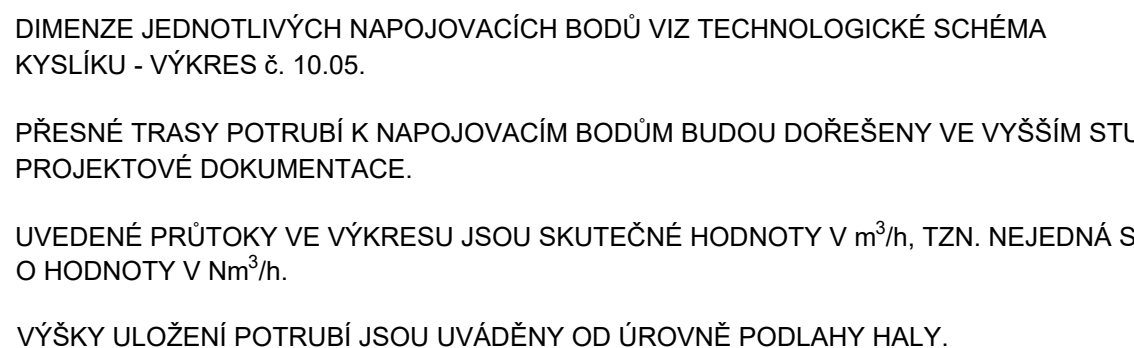 DIMENZE JEDNOTLIVÝCH NAPOJOVACÍCH BODŮ VIZ TECHNOLOGICKÉ SCHÉMA
KYSLÍKU - VÝKRES č. 10.05.
PŘESNÉ TRASY POTRUBÍ K NAPOJOVACÍM BODŮM BUDOU DOŘEŠENY VE VYŠŠÍM STU
PROJEKTOVÉ DOKUMENTACE.
UVEDENÉ PRŮTOKY VE VÝKRESU JSOU SKUTEČNÉ HODNOTY V m³/h, TZN. NEJEDNÁ S
O HODNOTY V Nm³/h.
VÝŠKY ULOŽENÍ POTRUBÍ JSOU UVÁDĚNY OD ÚROVNĚ PODLAHY HALY.